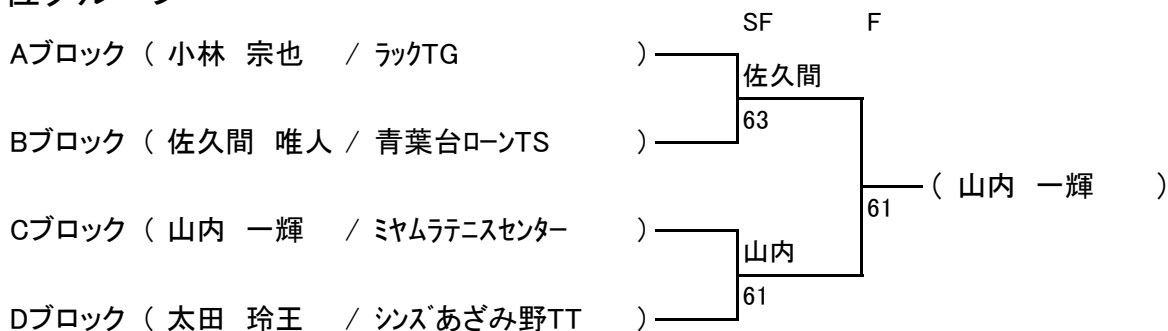 SF F
Aブロック ( 小林 宗也 / ラックTG )
佐久間
63
Bブロック ( 佐久間 唯人 / 青葉台ローンTS )
( 山内 一輝 )
61
Cブロック ( 山内 一輝 / ミヤムラテニスセンター )
山内
61
Dブロック ( 太田 玲王 / シンズあざみ野TT )